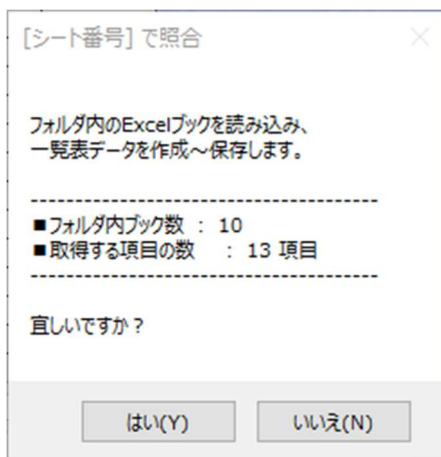 [シート番号] で照合
フォルダ内のExcelブックを読み込み、
一覧表データを作成～保存します。
--------------------------------------
■フォルダ内ブック数 : 10
■取得する項目の数 : 13 項目
--------------------------------------
宜しいですか？
はい(Y)
いいえ(N)